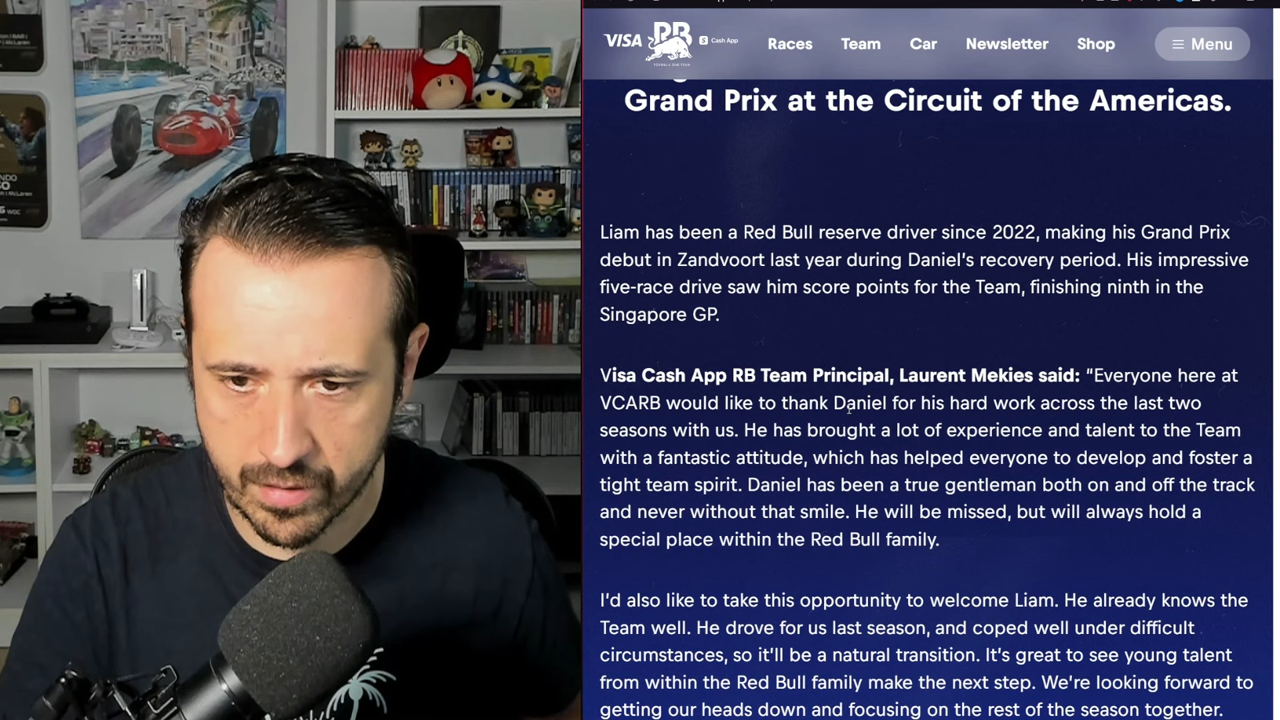 VISA
RB
Cash App
Races
Team
Car
Newsletter
Shop
Menu
Grand Prix at the Circuit of the Americas.
Liam has been a Red Bull reserve driver since 2022, making his Grand Prix
debut in Zandvoort last year during Daniel's recovery period. His impressive
five-race drive saw him score points for the Team, finishing ninth in the
Singapore GP.
Visa Cash App RB Team Principal, Laurent Mekies said: "Everyone here at
VCARB would like to thank Daniel for his hard work across the last two
seasons with us. He has brought a lot of experience and talent to the Team
with a fantastic attitude, which has helped everyone to develop and foster a
tight team spirit. Daniel has been a true gentleman both on and off the track
and never without that smile. He will be missed, but will always hold a
special place within the Red Bull family.
I'd also like to take this opportunity to welcome Liam. He already knows the
Team well. He drove for us last season, and coped well under difficult
circumstances, so it'll be a natural transition. It's great to see young talent
from within the Red Bull family make the next step. We're looking forward to
getting our heads down and focusing on the rest of the season together.